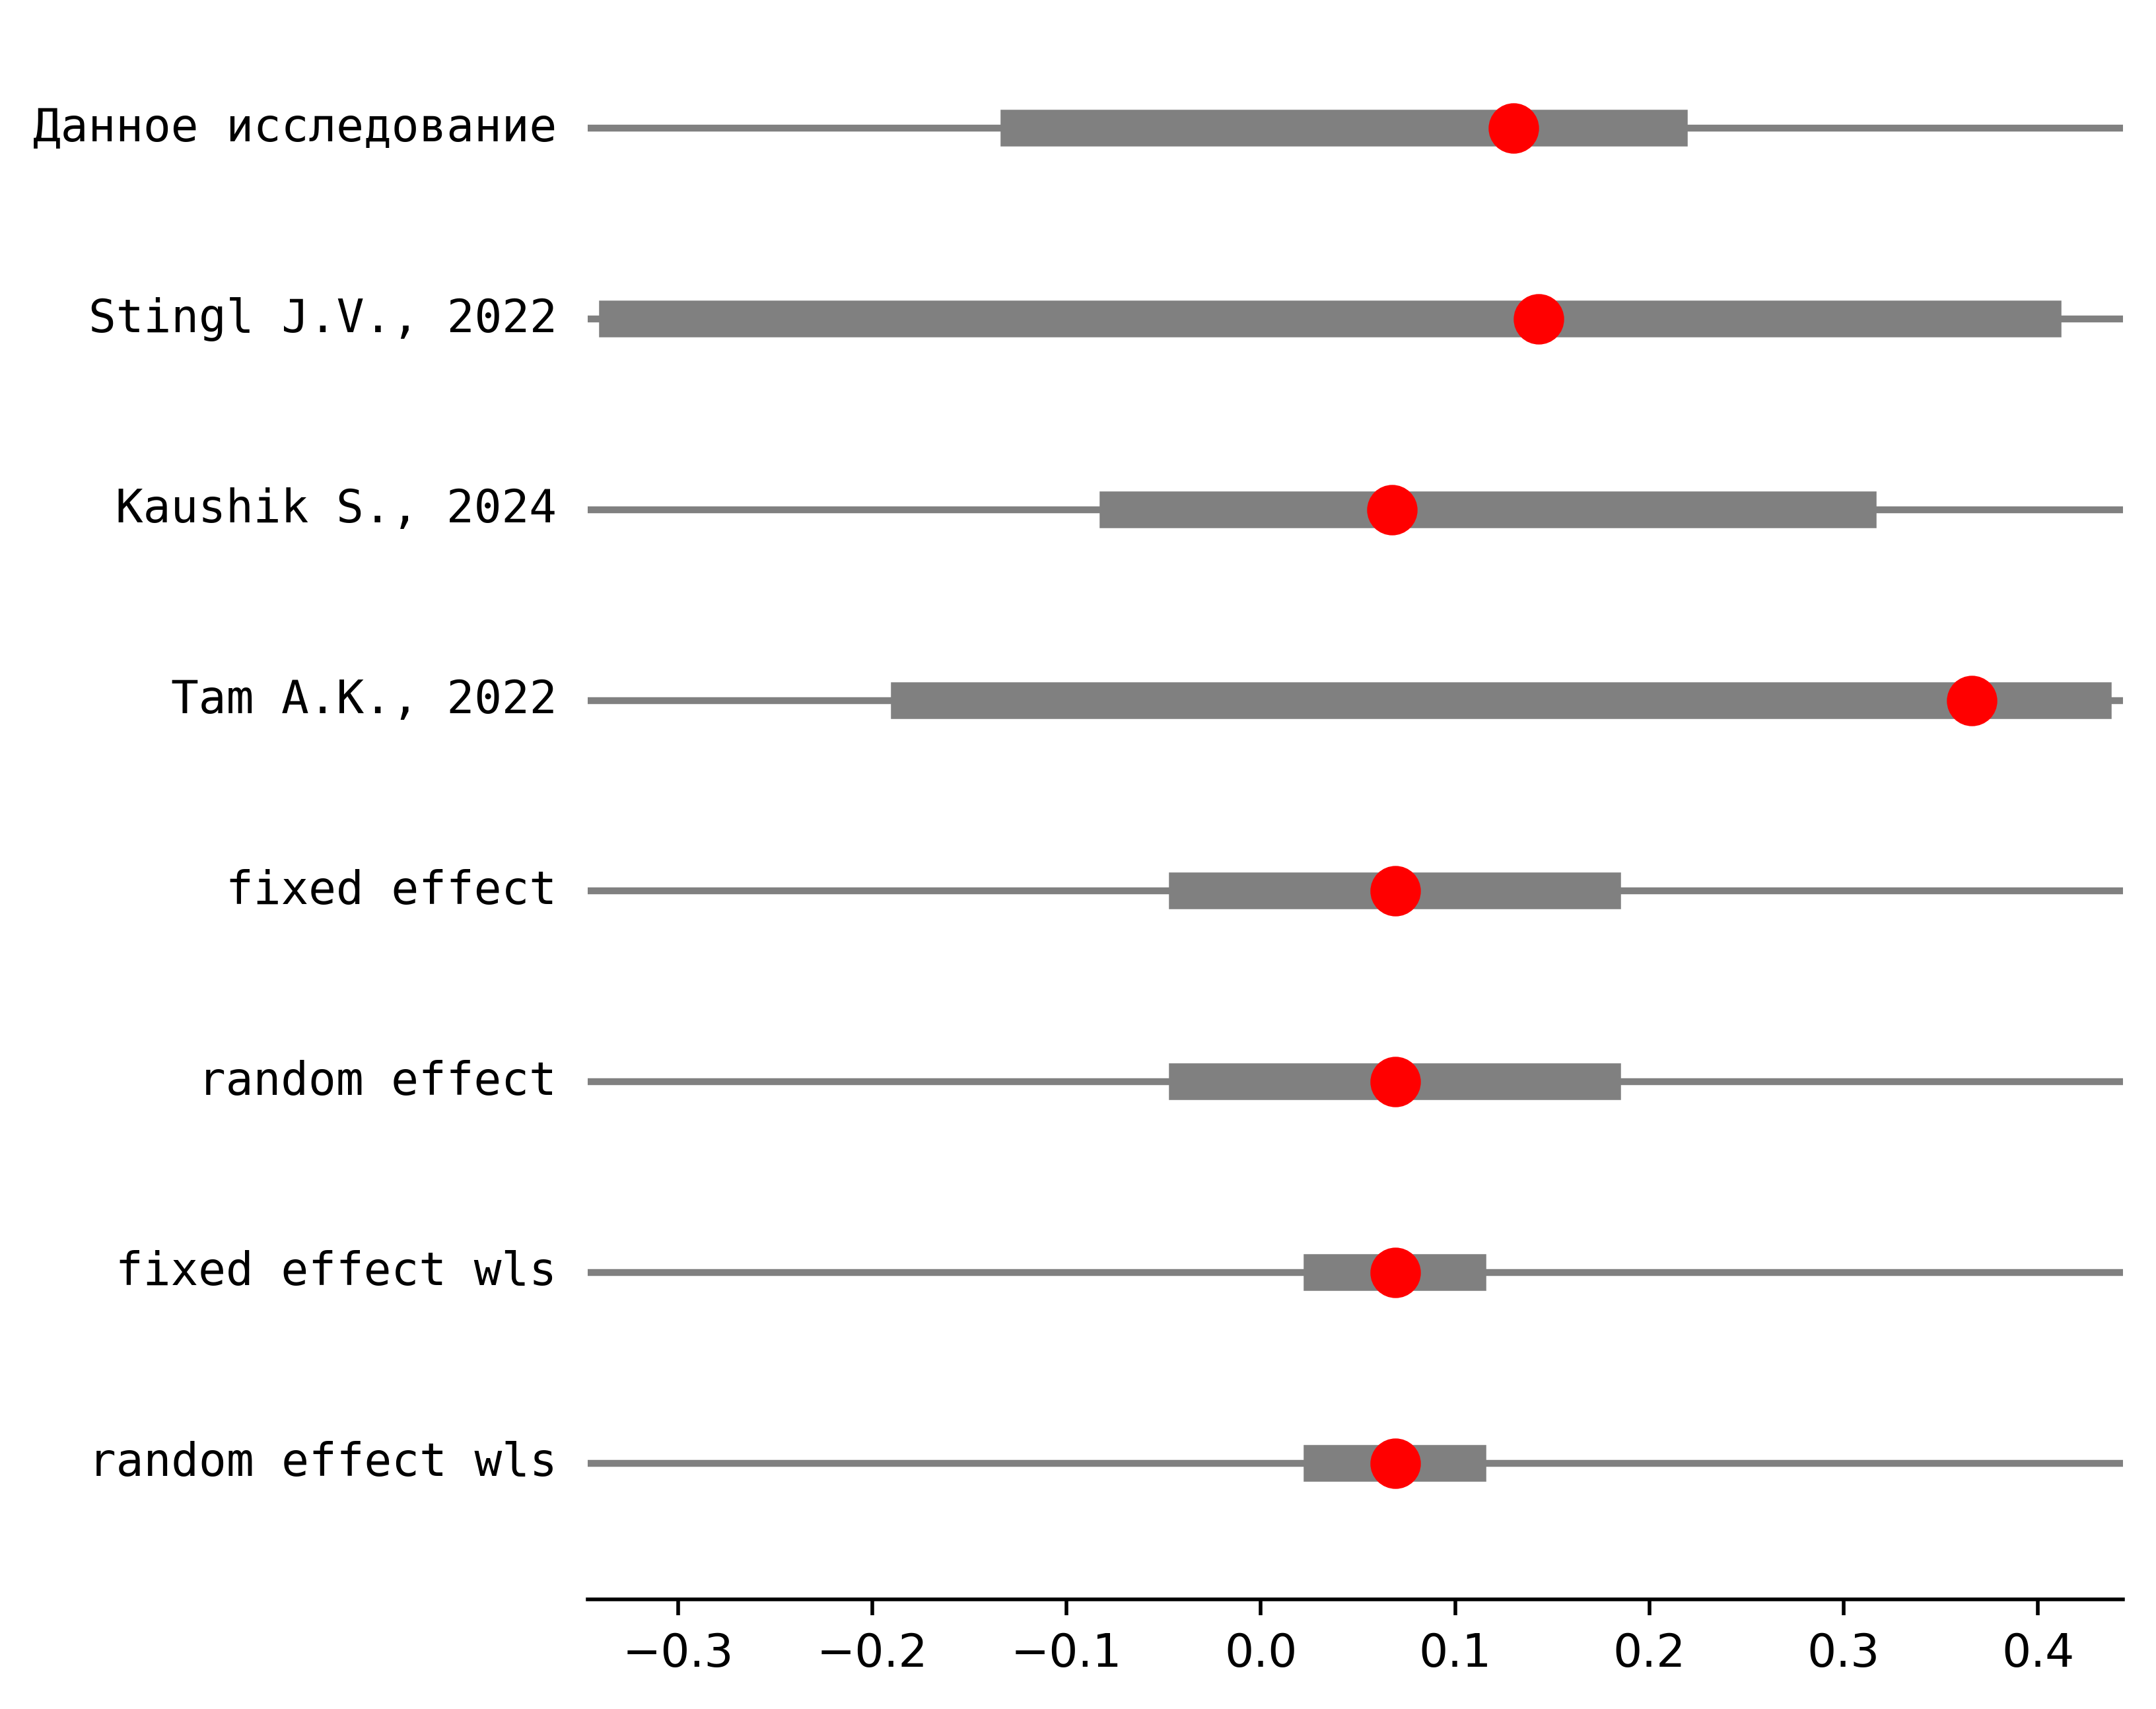 Данное исследование
Stingl J.V., 2022
Kaushik S., 2024
Tam A.K., 2022
fixed effect
random effect
fixed effect wls
random effect wls
−0.3 −0.2 −0.1 0.0 0.1 0.2 0.3 0.4